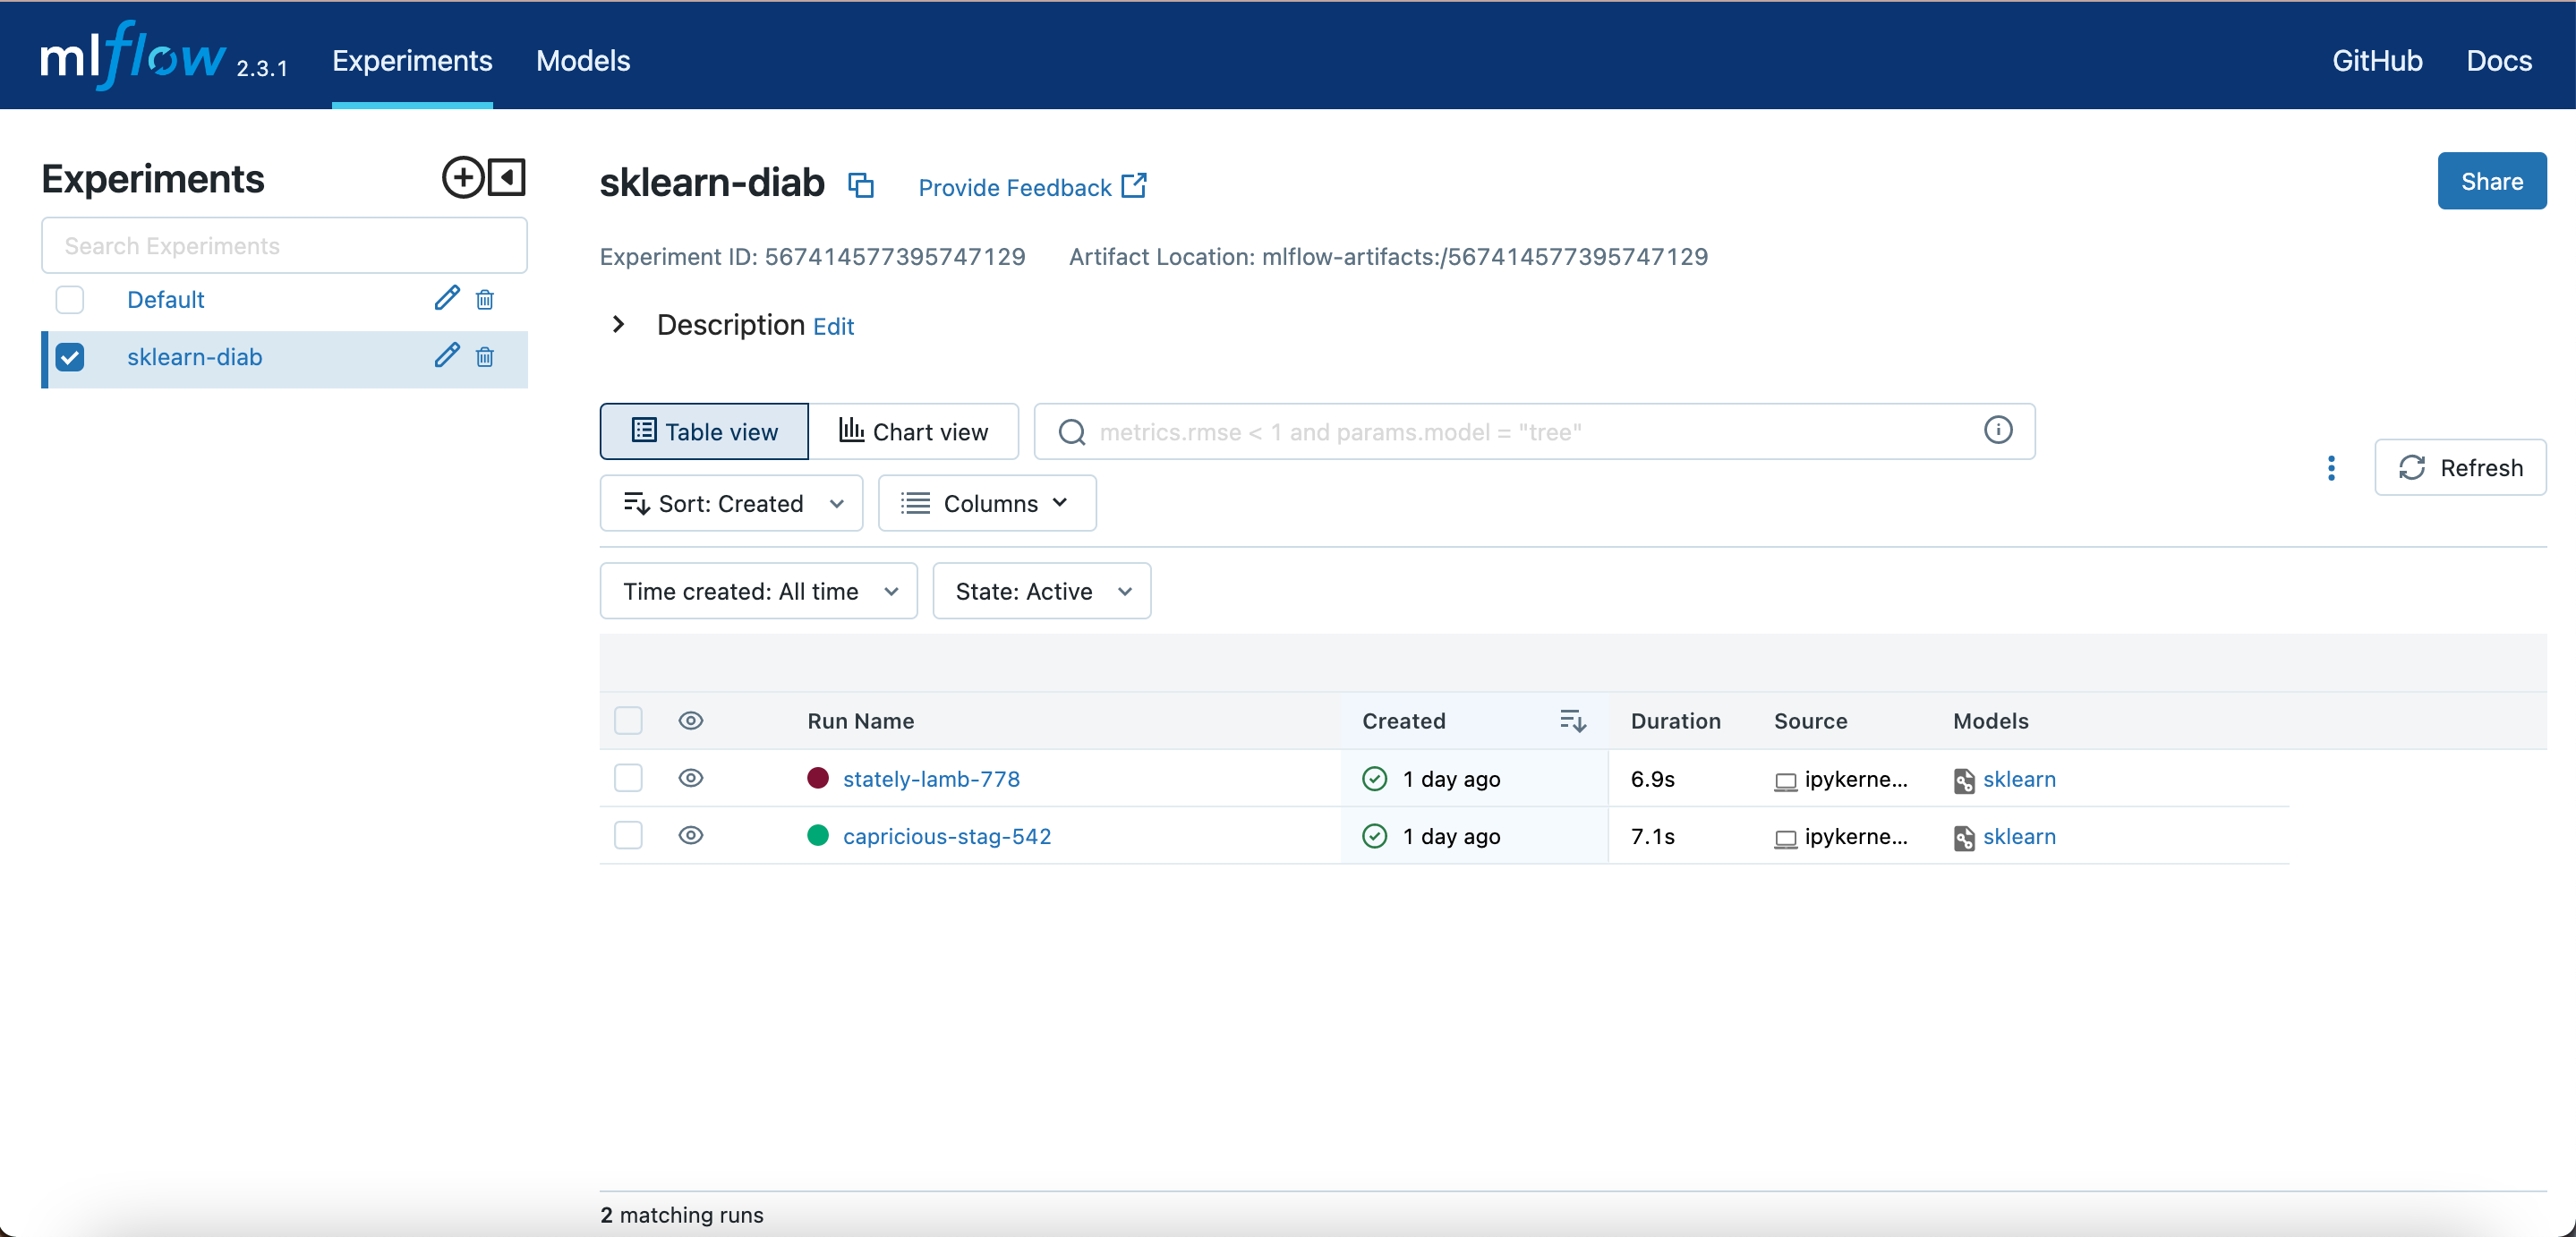 mlflow 2.3.1 Experiments Models GitHub Docs
Experiments
Search Experiments
Default
sklearn-diab
sklearn-diab Provide Feedback Share
Experiment ID: 567414577395747129 Artifact Location: mlflow-artifacts:/567414577395747129
Description Edit
Table view Chart view metrics.rmse < 1 and params.model = "tree"
Refresh
Sort: Created Columns
Time created: All time State: Active
Run Name Created Duration Source Models
stately-lamb-778 1 day ago 6.9s ipykerne... sklearn
capricious-stag-542 1 day ago 7.1s ipykerne... sklearn
2 matching runs